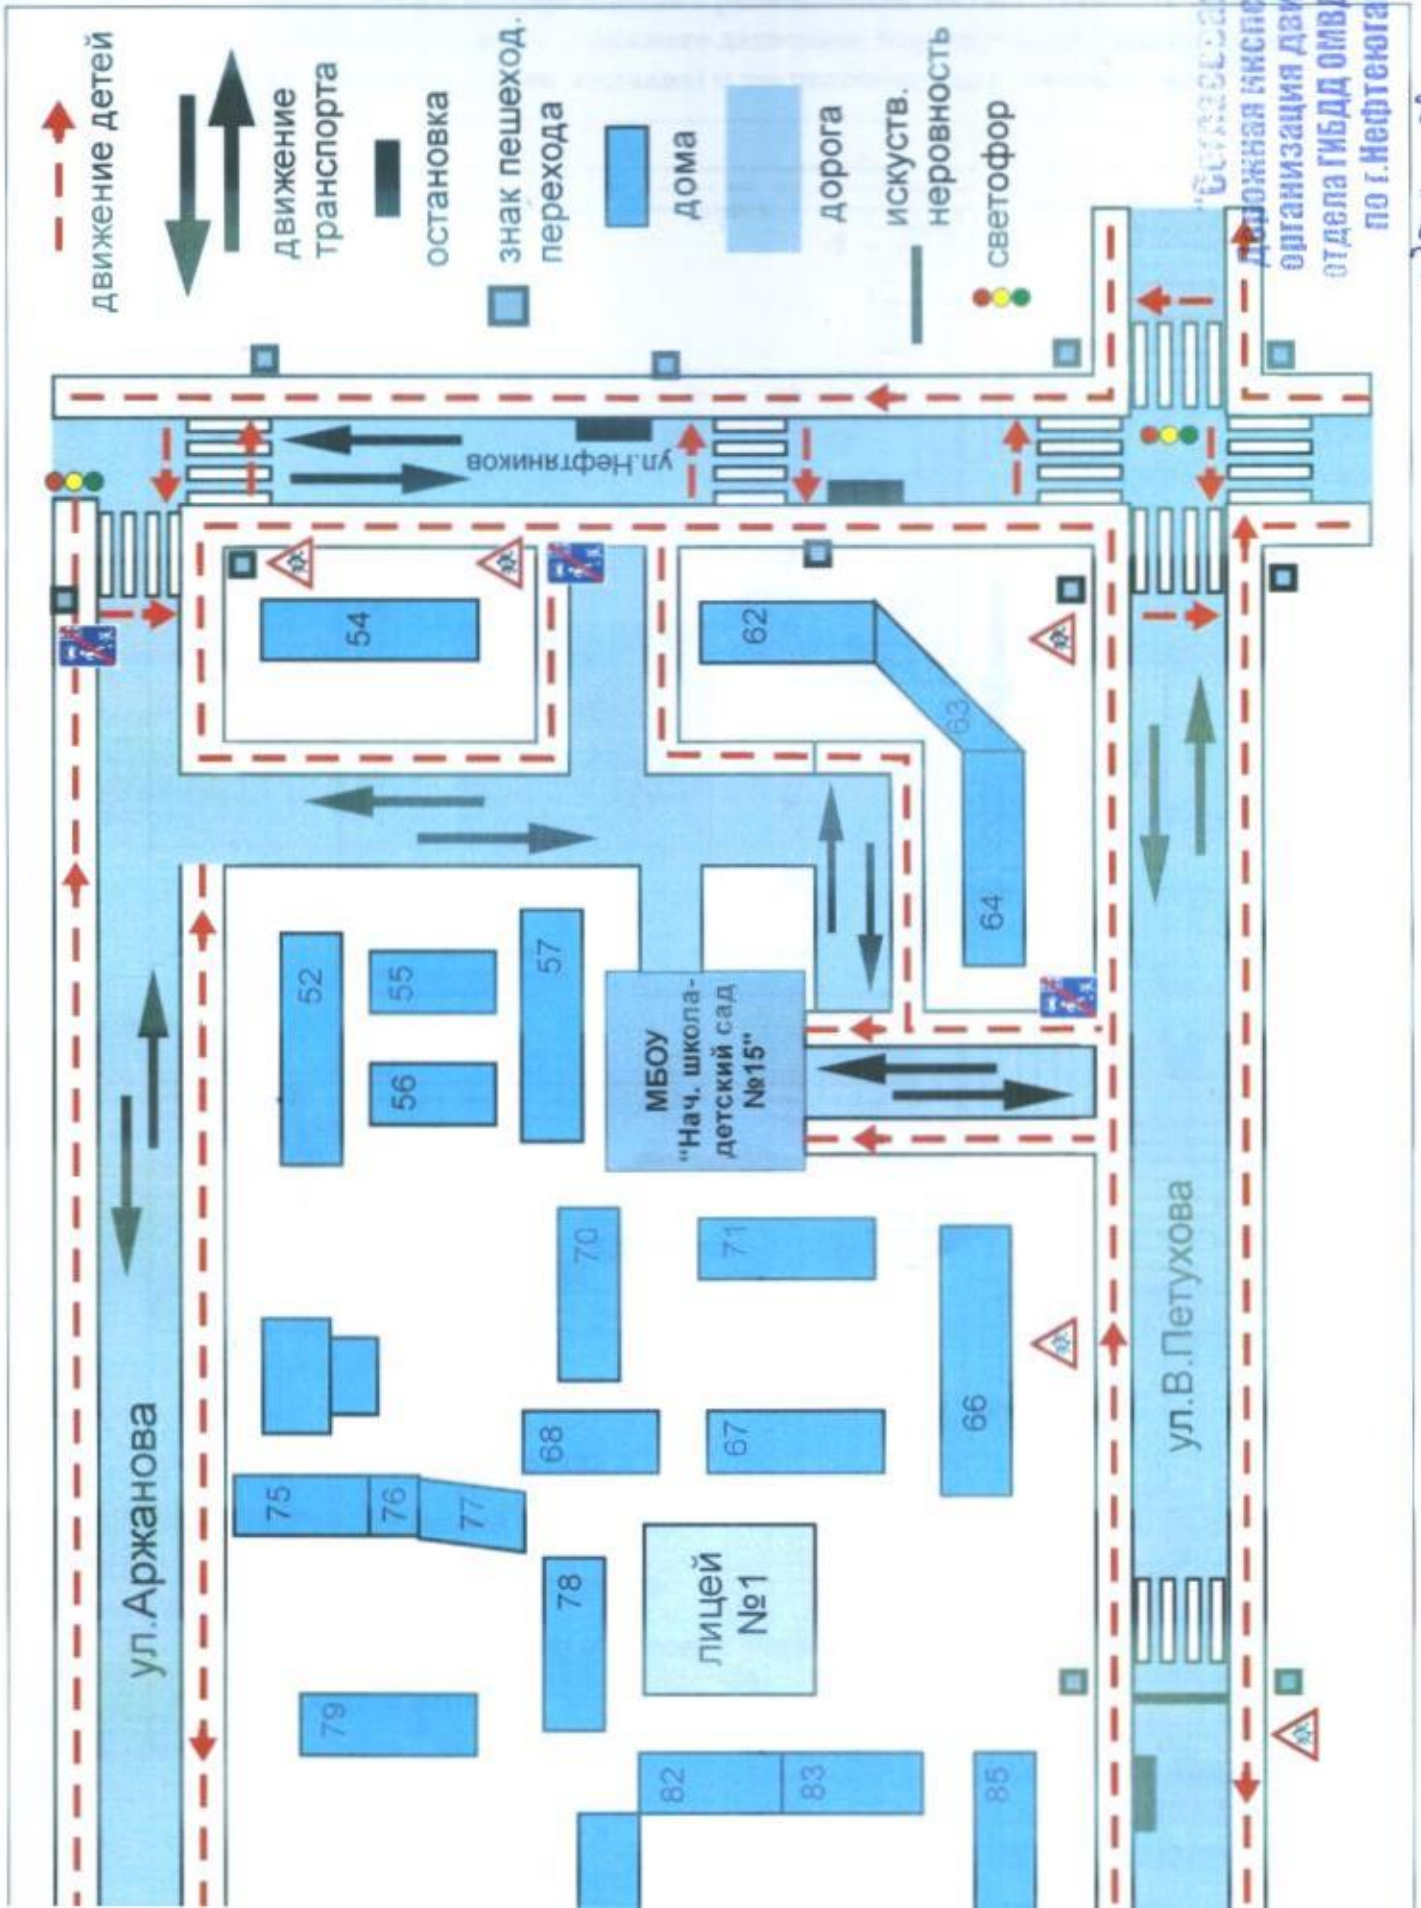 движение детей
движение
транспорта
остановка
знак пешеход.
перехода
дома
дорога
искуств.
неровность
светофор
организация дви
отдела ГИБДД ОМВД
по г.Нефтеюга
ул.Аржанова
ул.Нефтяников
ул.В.Петухова
54
62
63
64
52
55
56
57
МБОУ
"Нач. школа-
детский сад
№15"
70
71
68
67
66
75
76
77
78
79
ЛИЦЕЙ
№1
82
83
85